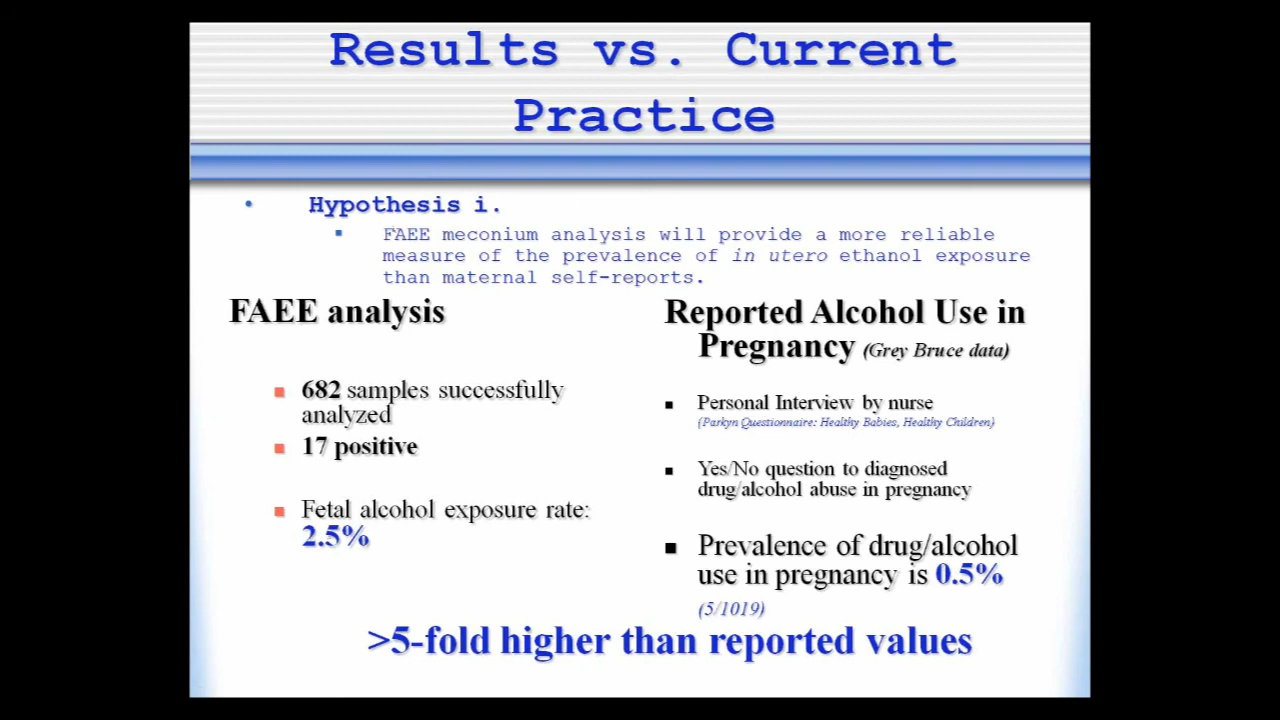 Results vs. Current
Practice
• Hypothesis i.
▪ FAEE meconium analysis will provide a more reliable
measure of the prevalence of in utero ethanol exposure
than maternal self-reports.
FAEE analysis
▪ 682 samples successfully
analyzed
▪ 17 positive
▪ Fetal alcohol exposure rate:
2.5%
Reported Alcohol Use in
Pregnancy (Grey Bruce data)
▪ Personal Interview by nurse
(Parkyn Questionnaire: Healthy Babies, Healthy Children)
▪ Yes/No question to diagnosed
drug/alcohol abuse in pregnancy
▪ Prevalence of drug/alcohol
use in pregnancy is 0.5%
(5/1019)
>5-fold higher than reported values